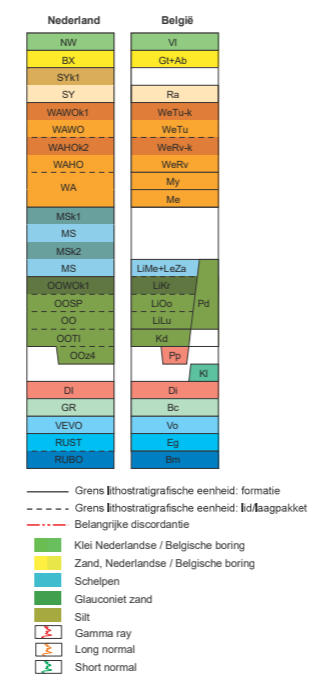 Nederland België
NW VI
BX Gt+Ab
SYk1
SY Ra
WAWOk1 WeTu-k
WAWO WeTu
WAHOk2 WeRv-k
WAHO WeRv
WA My
Me
MSk1
MS
MSk2
MS LiMe+LeZa
OOWOk1 LiKr
OOSP LiOo Pd
OO LiLu
OOTI Kd
OOz4 Pp
Kl
DI Di
GR Bc
VEVO Vo
RUST Eg
RUBO Bm
Grens lithostratigrafische eenheid: formatie
Grens lithostratigrafische eenheid: lid/laagpakket
Belangrijke discordantie
Klei Nederlandse / Belgische boring
Zand, Nederlandse / Belgische boring
Schelpen
Glauconiet zand
Silt
Gamma ray
Long normal
Short normal